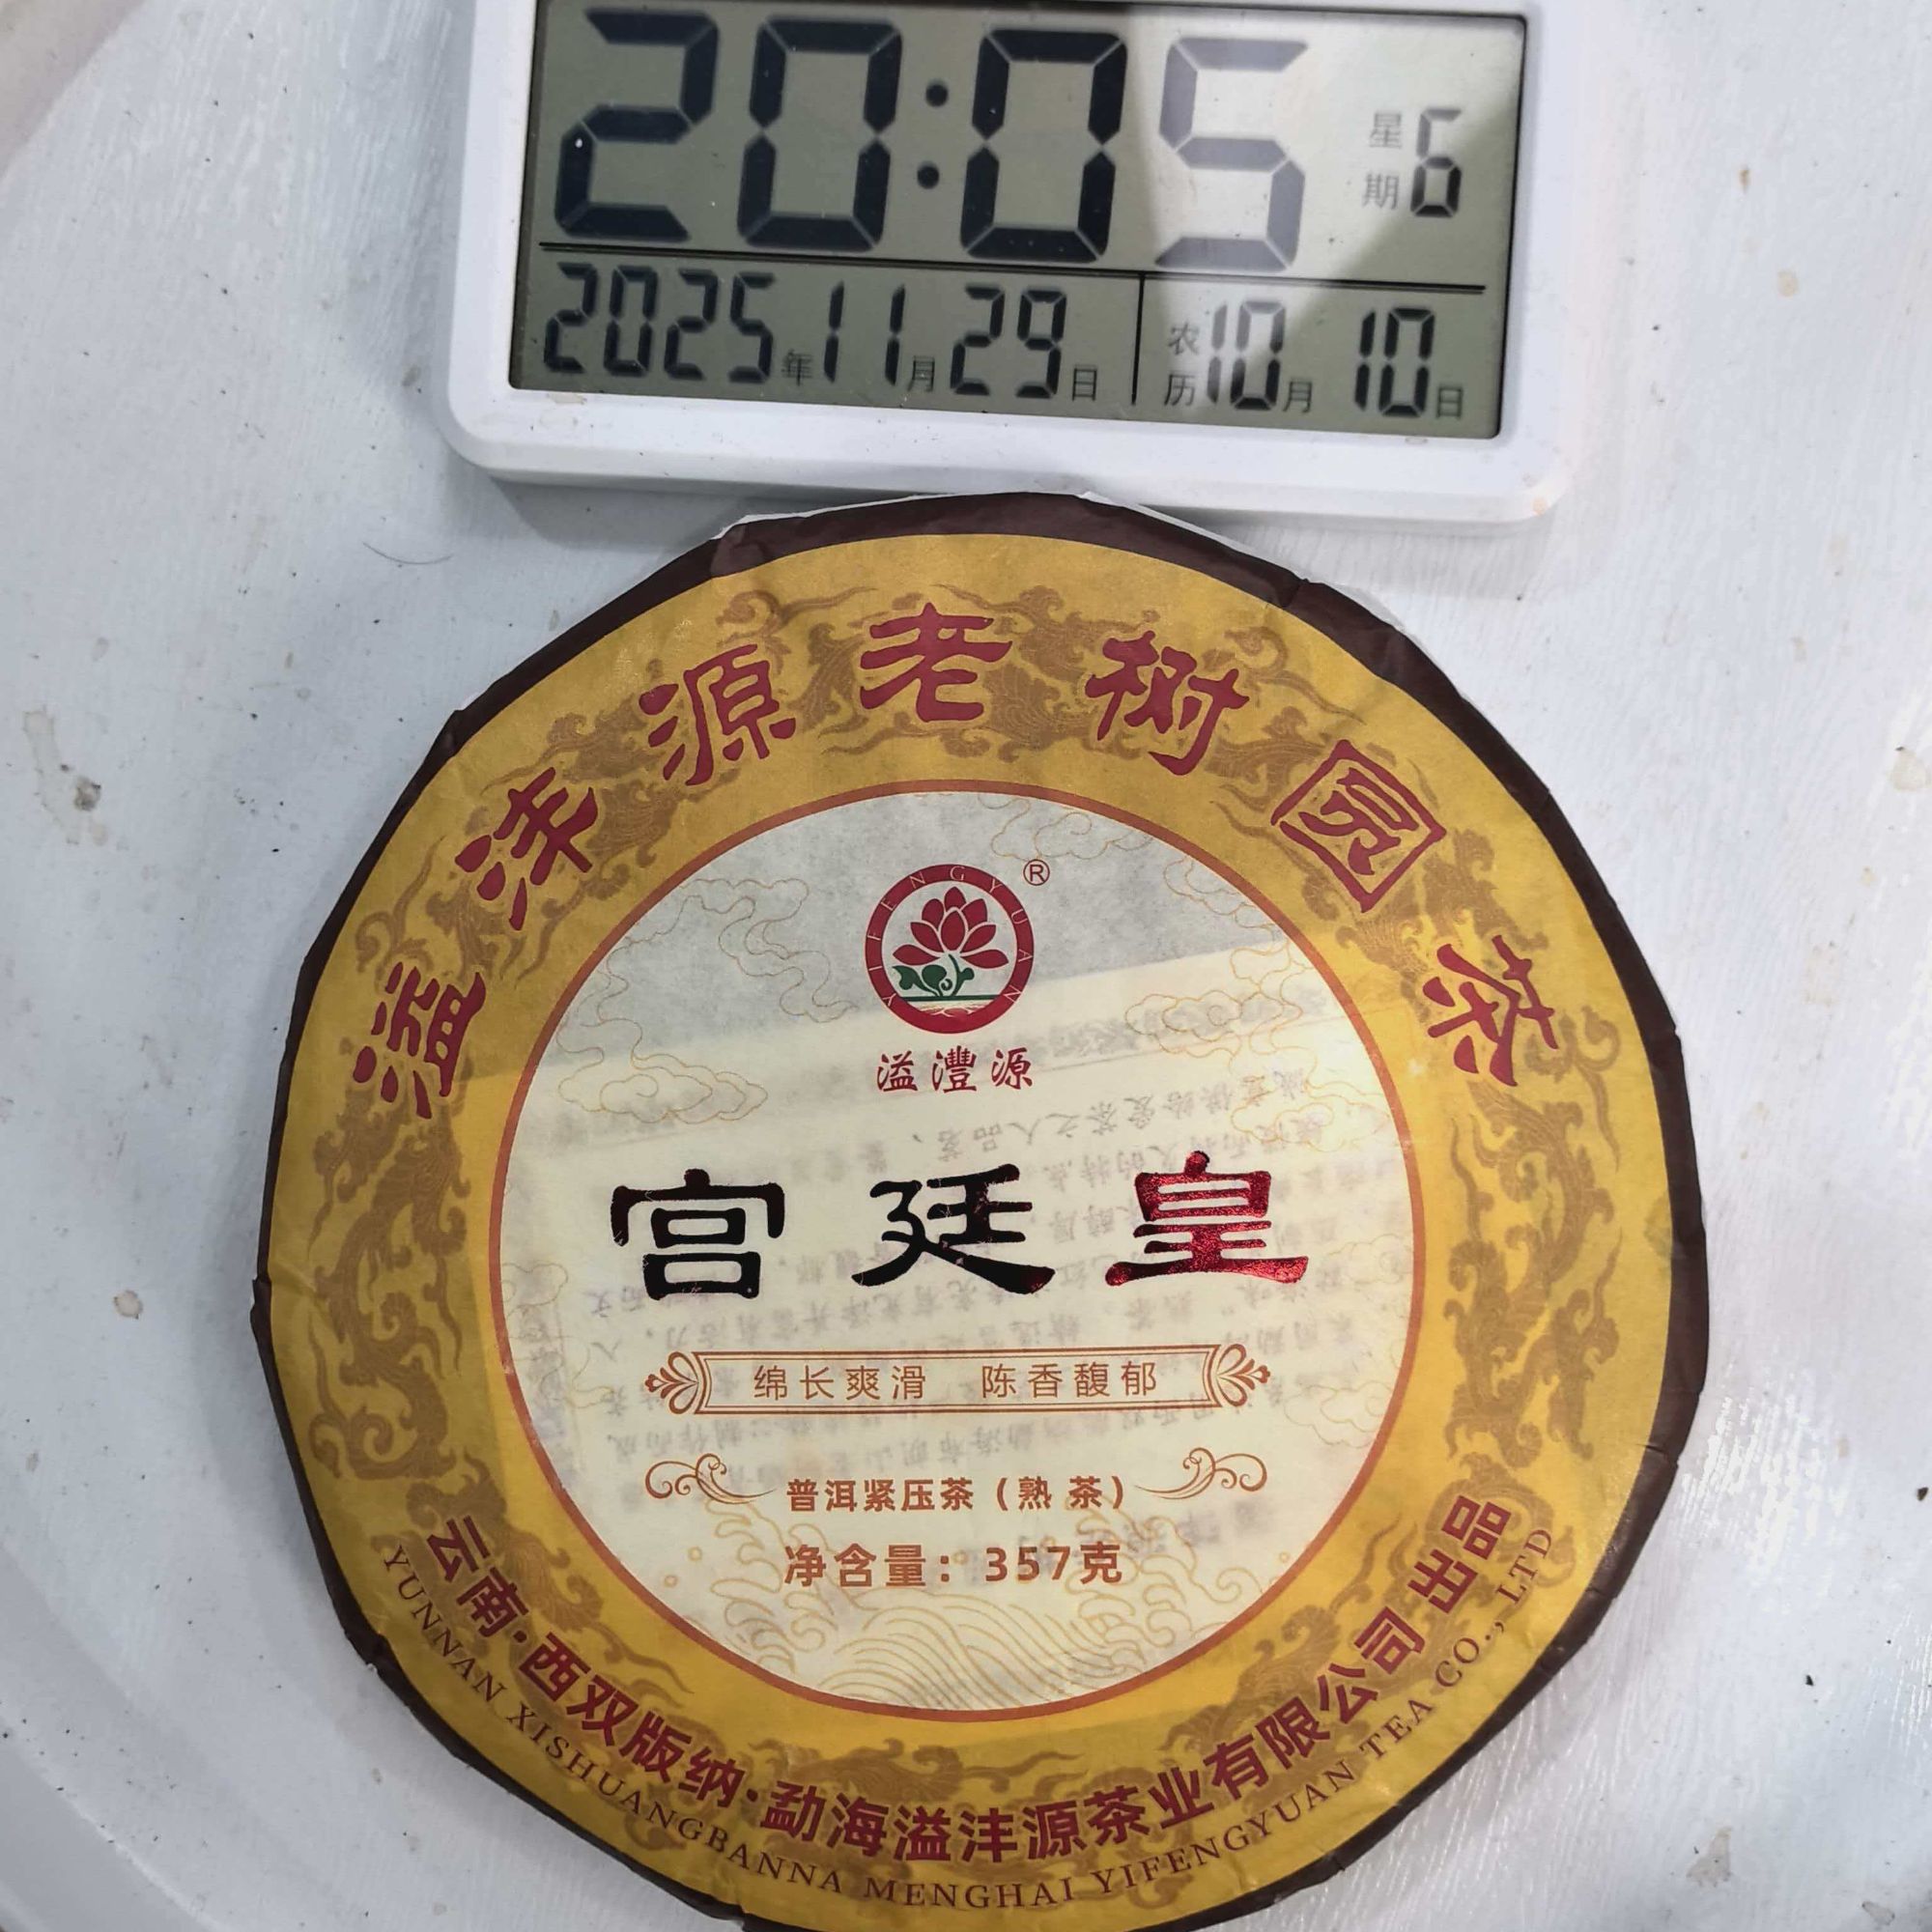 20:05
星期6
2025年11月29日
农历10月10日
溢沣源老树圆茶
YIFENGYUAN
®
溢灃源
宫廷皇
绵长爽滑 陈香馥郁
普洱紧压茶（熟茶）
净含量：357克
云南·西双版纳·勐海溢沣源茶业有限公司 出品
YUNNAN XISHUANGBANNA MENGHAI YIFENGYUAN TEA CO., LTD